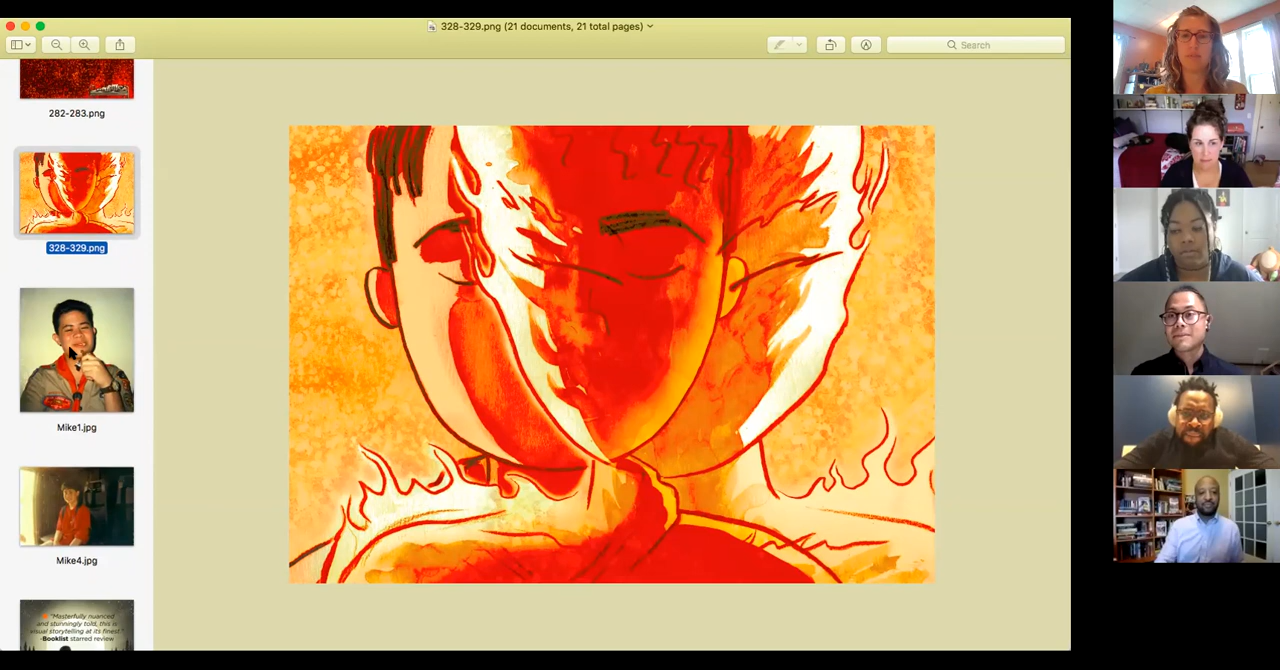 328-329.png (21 documents, 21 total pages)
Search
282-283.png
328-329.png
Mike1.jpg
Mike4.jpg
"Masterfully nuanced
and stunningly told, this is
visual storytelling at its finest."
-Booklist starred review